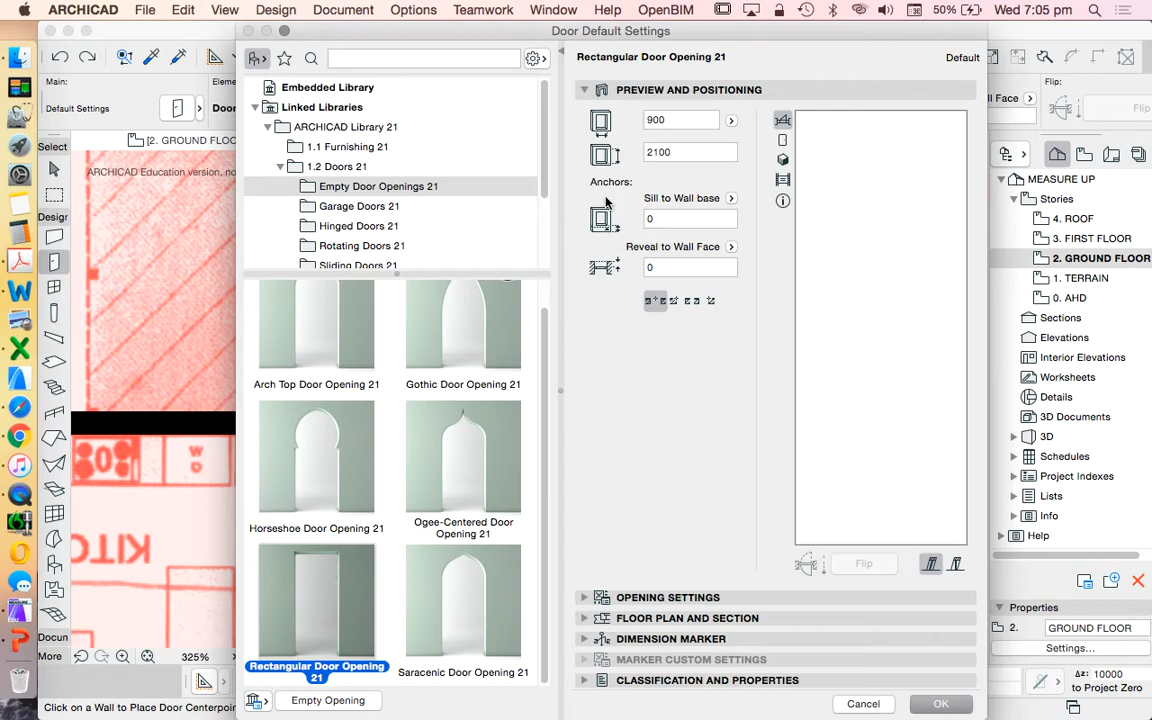 ARCHICAD File Edit View Design Document Options Teamwork Window Help OpenBIM 50% Wed 7:05 pm
Door Default Settings
Main:
Default Settings
Select
Design
Docun
More
[2. GROUND FLOO
ARCHICAD Education version, no
KITC
325%
Click on a Wall to Place Door Centerpoin
Embedded Library
Linked Libraries
ARCHICAD Library 21
1.1 Furnishing 21
1.2 Doors 21
Empty Door Openings 21
Garage Doors 21
Hinged Doors 21
Rotating Doors 21
Sliding Doors 21
Arch Top Door Opening 21
Gothic Door Opening 21
Horseshoe Door Opening 21
Ogee-Centered Door
Opening 21
Rectangular Door Opening
21
Saracenic Door Opening 21
Empty Opening
Rectangular Door Opening 21
Default
PREVIEW AND POSITIONING
900
2100
Anchors:
Sill to Wall base
0
Reveal to Wall Face
0
Flip
OPENING SETTINGS
FLOOR PLAN AND SECTION
DIMENSION MARKER
MARKER CUSTOM SETTINGS
CLASSIFICATION AND PROPERTIES
Cancel
OK
Flip:
Flip
MEASURE UP
Stories
4. ROOF
3. FIRST FLOOR
2. GROUND FLOOR
1. TERRAIN
0. AHD
Sections
Elevations
Interior Elevations
Worksheets
Details
3D Documents
3D
Schedules
Project Indexes
Lists
Info
Help
Properties
2. GROUND FLOOR
Settings...
Δz: 10000
to Project Zero